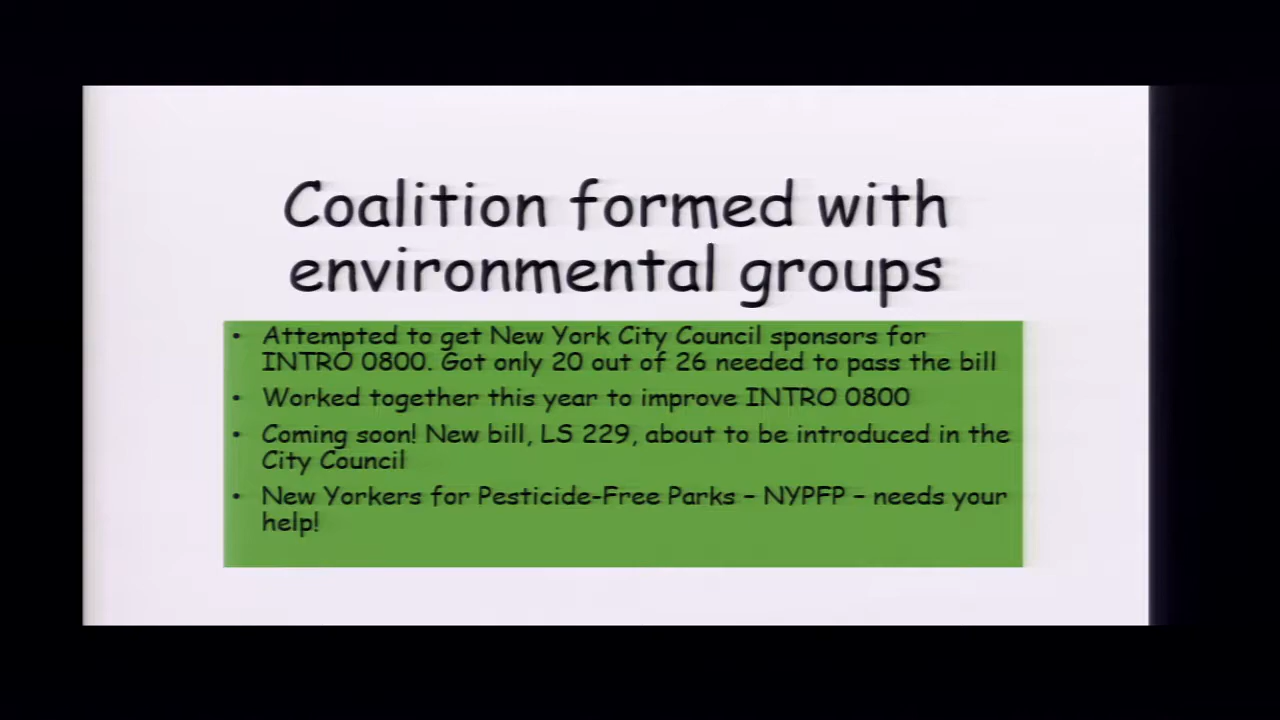 Coalition formed with
environmental groups
• Attempted to get New York City Council sponsors for
INTRO 0800. Got only 20 out of 26 needed to pass the bill
• Worked together this year to improve INTRO 0800
• Coming soon! New bill, LS 229, about to be introduced in the
City Council
• New Yorkers for Pesticide-Free Parks – NYPFP – needs your
help!